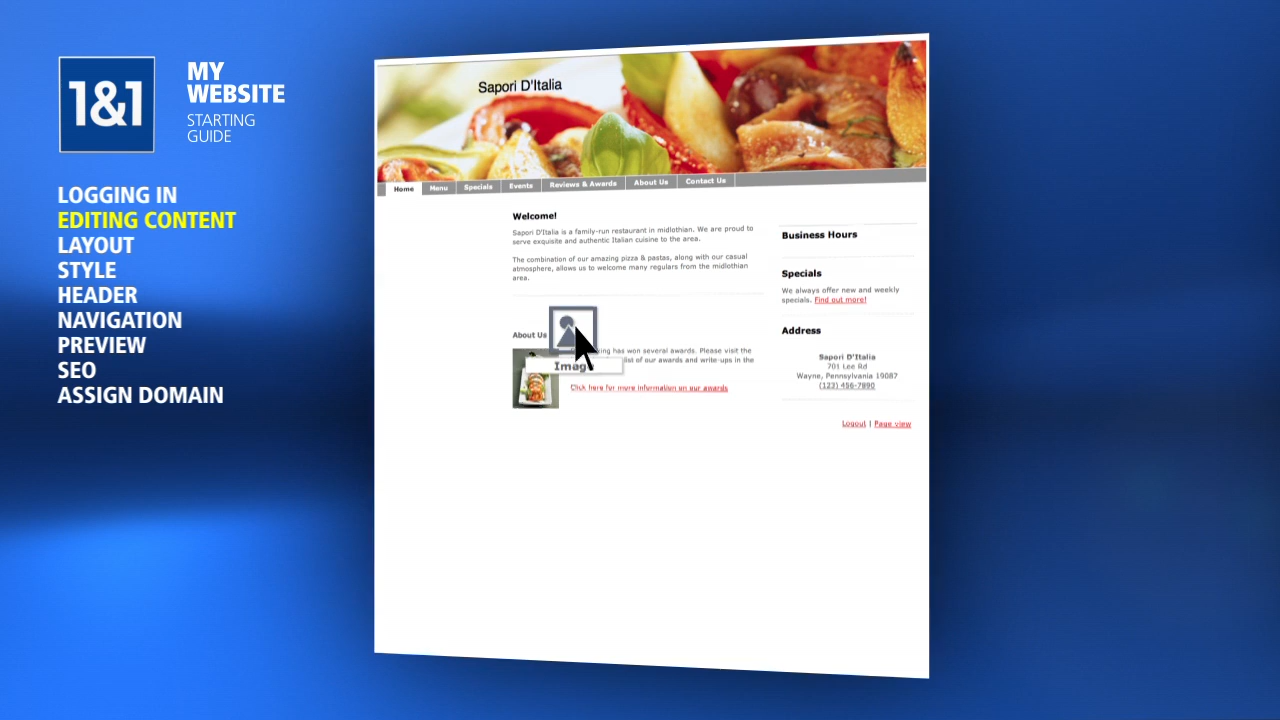 1&1
MY
WEBSITE
STARTING
GUIDE
LOGGING IN
EDITING CONTENT
LAYOUT
STYLE
HEADER
NAVIGATION
PREVIEW
SEO
ASSIGN DOMAIN
Sapori D'Italia
Home Menu Specials Events Reviews & Awards About Us Contact Us
Welcome!
Sapori D'Italia is a family-run restaurant in midlothian. We are proud to
serve exquisite and authentic Italian cuisine to the area.
The combination of our amazing pizza & pastas, along with our casual
atmosphere, allows us to welcome many regulars from the midlothian
area.
About Us
has won several awards. Please visit the
list of our awards and write-ups in the
Click here for more information on our awards
Business Hours
Specials
We always offer new and weekly
specials. Find out more!
Address
Sapori D'Italia
701 Lee Rd
Wayne, Pennsylvania 19087
(123) 456-7890
Logout | Page view